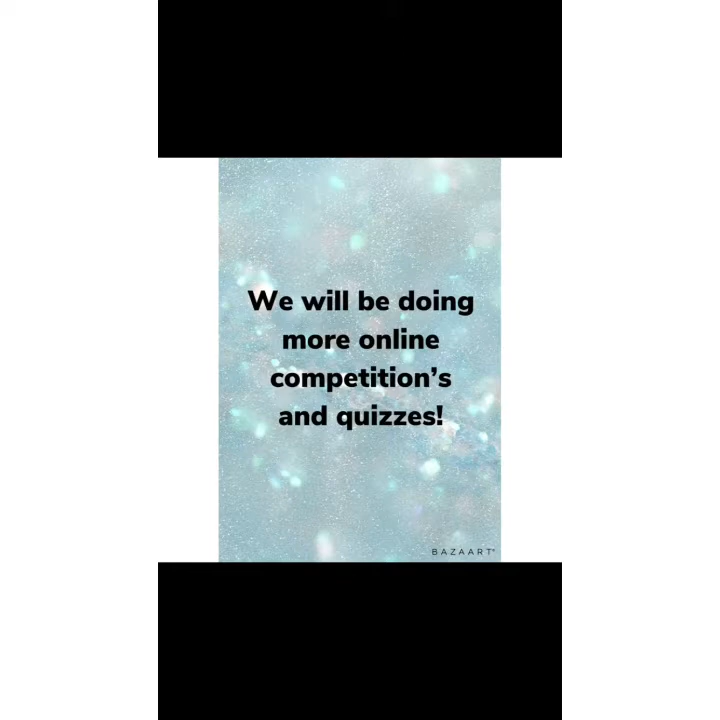 We will be doing
more online
competition’s
and quizzes!
BAZAART®